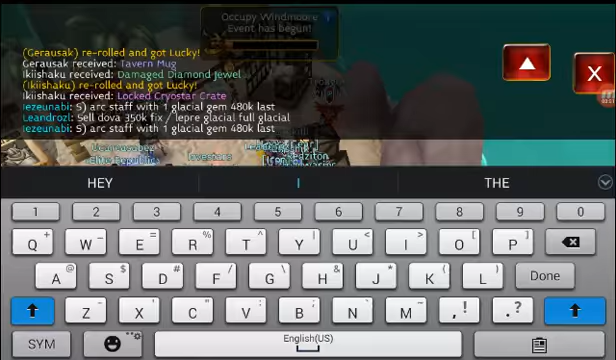 Occupy Windmoore
Event has begun!
(Gerausak) re-rolled and got Lucky!
Gerausak received: Tavern Mug
Ikiishaku received: Damaged Diamond Jewel
(Ikiishaku) re-rolled and got Lucky!
Ikiishaku received: Locked Cryostar Crate
Iezeunabi: S) arc staff with 1 glacial gem 480k last
Leandrozl: Sell dova 350k fix / lepre glacial full glacial
Iezeunabi: S) arc staff with 1 glacial gem 480k last
Investors
X
HEY I THE
1 2 3 4 5 6 7 8 9 0
Q + W - E = R % T ^ Y | U < I > O [ P ]
A @ S $ D # F / G \ H & J * K ( L ) Done
Z ' X " C : V ; B ! N ? M ~ , ! . ?
SYM English(US)